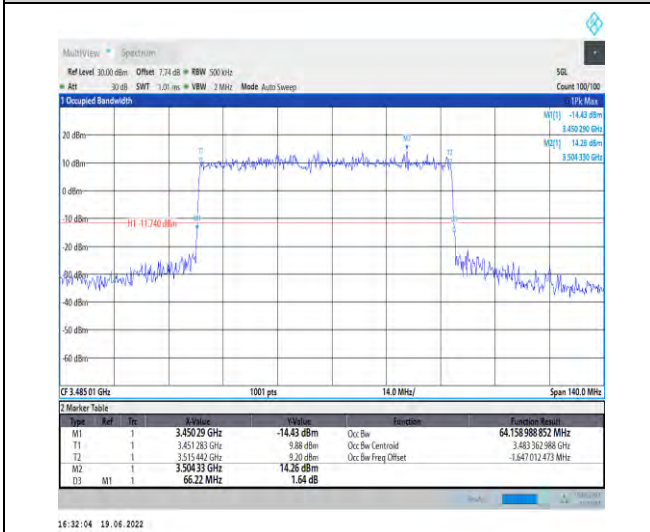 MultiView Spectrum
Ref Level 30.00 dBm Offset 7.74 dB RBW 500 kHz SGL
Att 30 dB SWT 1.01 ms VBW 2 MHz Mode Auto Sweep Count 100/100
1 Occupied Bandwidth 1Pk Max
M1[1] -14.43 dBm
3.450 290 GHz
M2[1] 14.26 dBm
3.504 330 GHz
20 dBm
M2
T1 T2
10 dBm
0 dBm
-10 dBm
H1 -11.740 dBm
-20 dBm
-30 dBm
-40 dBm
-50 dBm
-60 dBm
CF 3.485 01 GHz 1001 pts 14.0 MHz/ Span 140.0 MHz
2 Marker Table
Type Ref Trc X-Value Y-Value Function Function Result
M1 1 3.450 29 GHz -14.43 dBm Occ Bw 64.158 988 852 MHz
T1 1 3.451 283 GHz 9.88 dBm Occ Bw Centroid 3.483 362 988 GHz
T2 1 3.515 442 GHz 9.20 dBm Occ Bw Freq Offset -1.647 012 473 MHz
M2 1 3.504 33 GHz 14.26 dBm
D3 M1 1 66.22 MHz 1.64 dB
16:32:04 19.06.2022